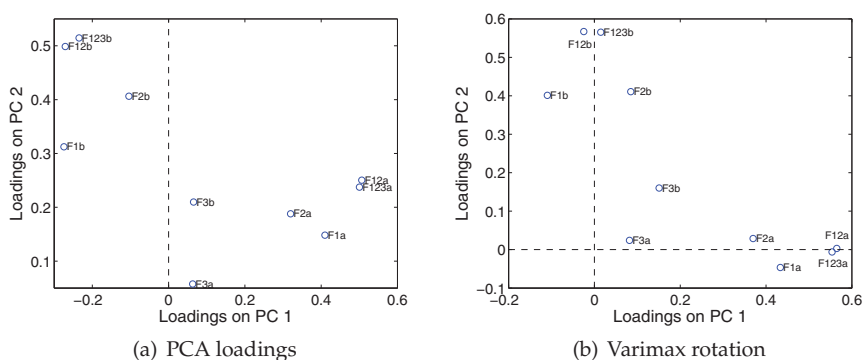 F123b
F12b
F2b
F1b
F3b
F12a
F123a
F2a
F1a
F3a
0.5
0.4
0.3
0.2
0.1
−0.2
0
0.2
0.4
0.6
Loadings on PC 2
Loadings on PC 1
(a) PCA loadings
F123b
F12b
F1b
F2b
F3b
F3a
F2a
F12a
F123a
F1a
0.6
0.5
0.4
0.3
0.2
0.1
0
−0.1
−0.2
0
0.2
0.4
0.6
Loadings on PC 2
Loadings on PC 1
(b) Varimax rotation